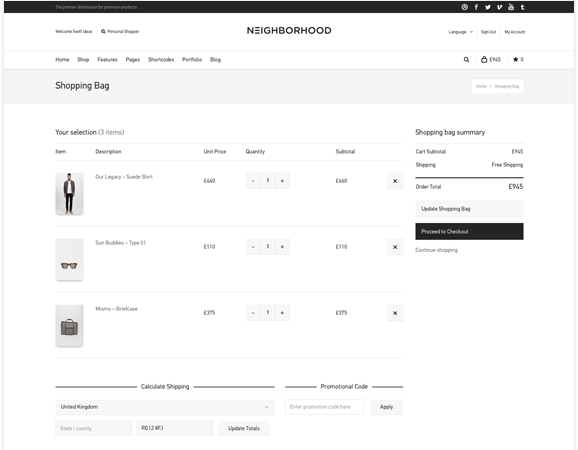 The premier destination for premium products
Welcome Swift Ideas Personal Shopper NEIGHBORHOOD Language Sign Out My Account
Home Shop Features Pages Shortcodes Portfolio Blog £945 0
Shopping Bag Home Shopping Bag
Your selection (3 items)
Item Description Unit Price Quantity Subtotal
Our Legacy – Suede Shirt £460 - 1 + £460 ×
Sun Buddies – Type 01 £110 - 1 + £110 ×
Mismo – Briefcase £375 - 1 + £375 ×
Shopping bag summary
Cart Subtotal £945
Shipping Free Shipping
Order Total £945
Update Shopping Bag
Proceed to Checkout
Continue shopping
Calculate Shipping
United Kingdom
State / county RG12 8FJ Update Totals
Promotional Code
Enter promotion code here Apply